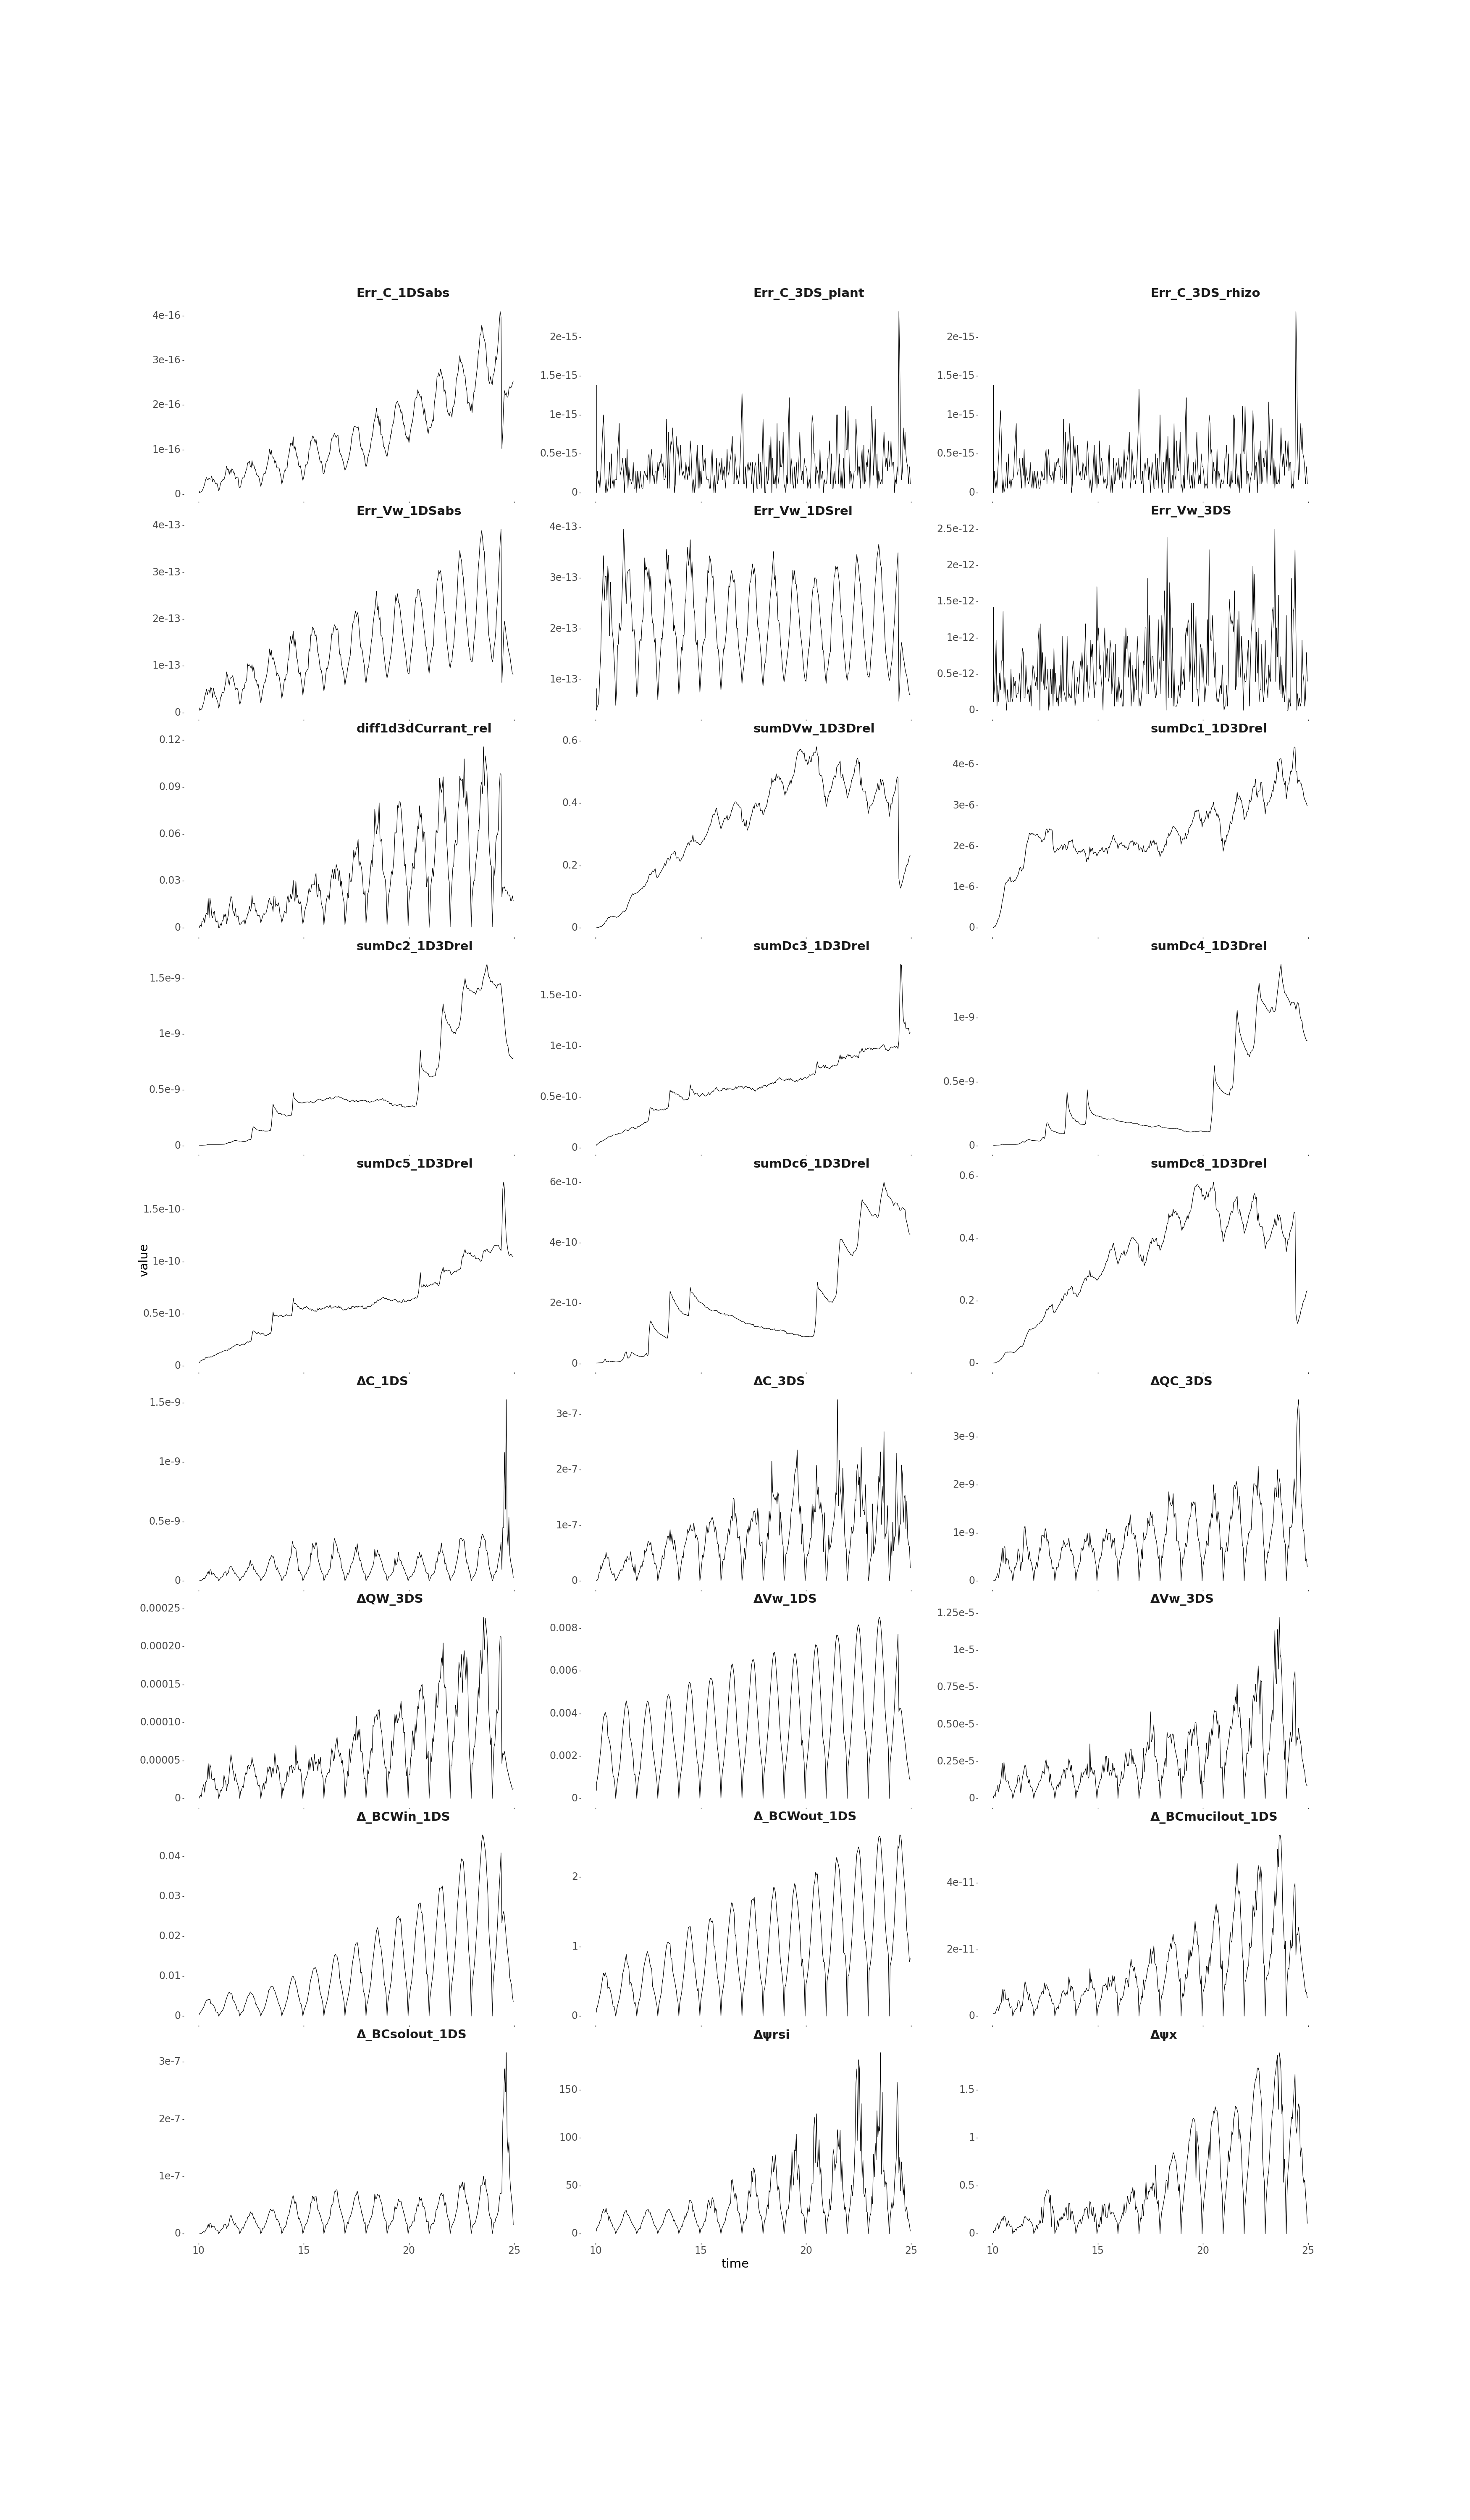 Err_C_1DSabs Err_C_3DS_plant Err_C_3DS_rhizo
4e-16
3e-16
2e-16
1e-16
0
2e-15
1.5e-15
1e-15
0.5e-15
0
2e-15
1.5e-15
1e-15
0.5e-15
0
Err_Vw_1DSabs Err_Vw_1DSrel Err_Vw_3DS
4e-13
3e-13
2e-13
1e-13
0
4e-13
3e-13
2e-13
1e-13
2.5e-12
2e-12
1.5e-12
1e-12
0.5e-12
0
diff1d3dCurrant_rel sumDVw_1D3Drel sumDc1_1D3Drel
0.12
0.09
0.06
0.03
0
0.6
0.4
0.2
0
4e-6
3e-6
2e-6
1e-6
0
sumDc2_1D3Drel sumDc3_1D3Drel sumDc4_1D3Drel
1.5e-9
1e-9
0.5e-9
0
1.5e-10
1e-10
0.5e-10
0
1e-9
0.5e-9
0
sumDc5_1D3Drel sumDc6_1D3Drel sumDc8_1D3Drel
1.5e-10
1e-10
0.5e-10
0
6e-10
4e-10
2e-10
0
0.6
0.4
0.2
0
value
ΔC_1DS ΔC_3DS ΔQC_3DS
1.5e-9
1e-9
0.5e-9
0
3e-7
2e-7
1e-7
0
3e-9
2e-9
1e-9
0
ΔQW_3DS ΔVw_1DS ΔVw_3DS
0.00025
0.00020
0.00015
0.00010
0.00005
0
0.008
0.006
0.004
0.002
0
1.25e-5
1e-5
0.75e-5
0.50e-5
0.25e-5
0
Δ_BCWin_1DS Δ_BCWout_1DS Δ_BCmucilout_1DS
0.04
0.03
0.02
0.01
0
2
1
0
4e-11
2e-11
0
Δ_BCsolout_1DS Δψrsi Δψx
3e-7
2e-7
1e-7
0
150
100
50
0
1.5
1
0.5
0
10 15 20 25 10 15 20 25 10 15 20 25
time